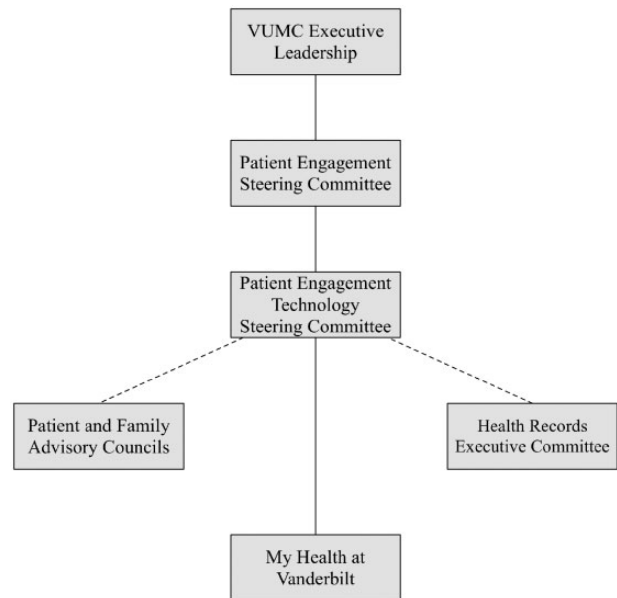 VUMC Executive
Leadership
Patient Engagement
Steering Committee
Patient Engagement
Technology
Steering Committee
Patient and Family
Advisory Councils
Health Records
Executive Committee
My Health at
Vanderbilt